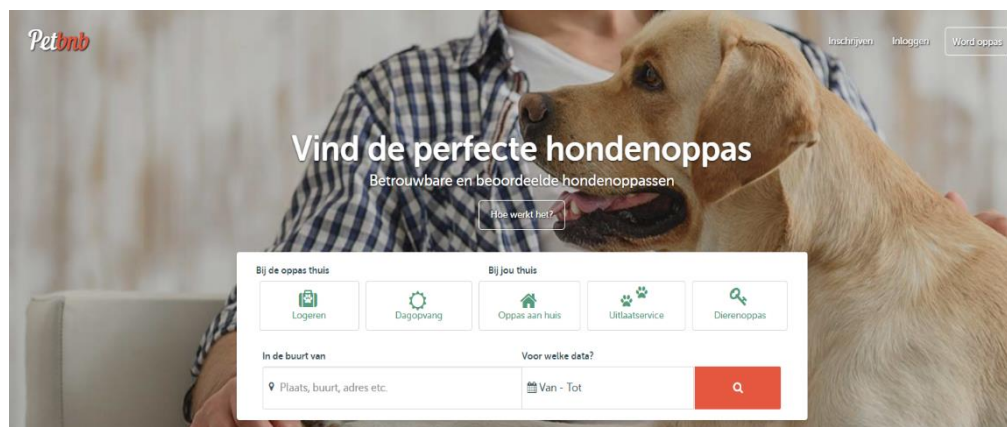 Petbnb
Inschrijven Inloggen Word oppas
Vind de perfecte hondenoppas
Betrouwbare en beoordeelde hondenoppassen
Hoe werkt het?
Bij de oppas thuis Bij jou thuis
Logeren Dagopvang Oppas aan huis Uitlaatservice Dierenoppas
In de buurt van Voor welke data?
Plaats, buurt, adres etc. Van - Tot